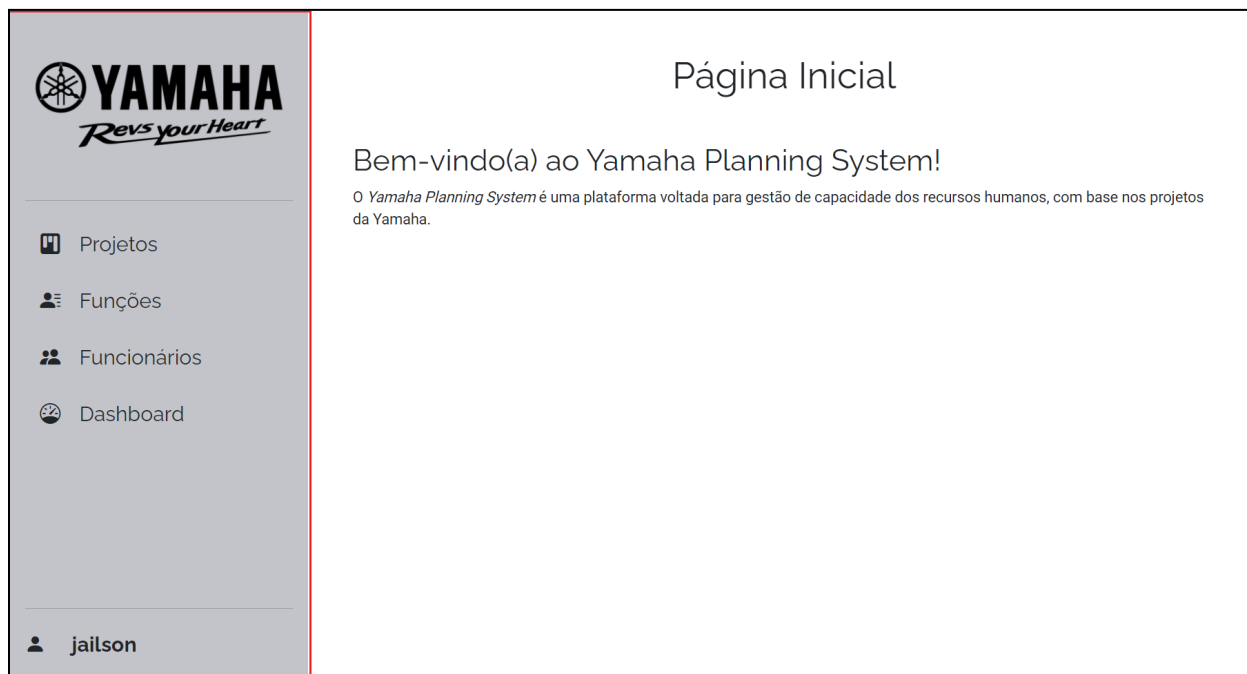 YAMAHA
Revs your Heart
Projetos
Funções
Funcionários
Dashboard
jailson
Página Inicial
Bem-vindo(a) ao Yamaha Planning System!
O Yamaha Planning System é uma plataforma voltada para gestão de capacidade dos recursos humanos, com base nos projetos
da Yamaha.